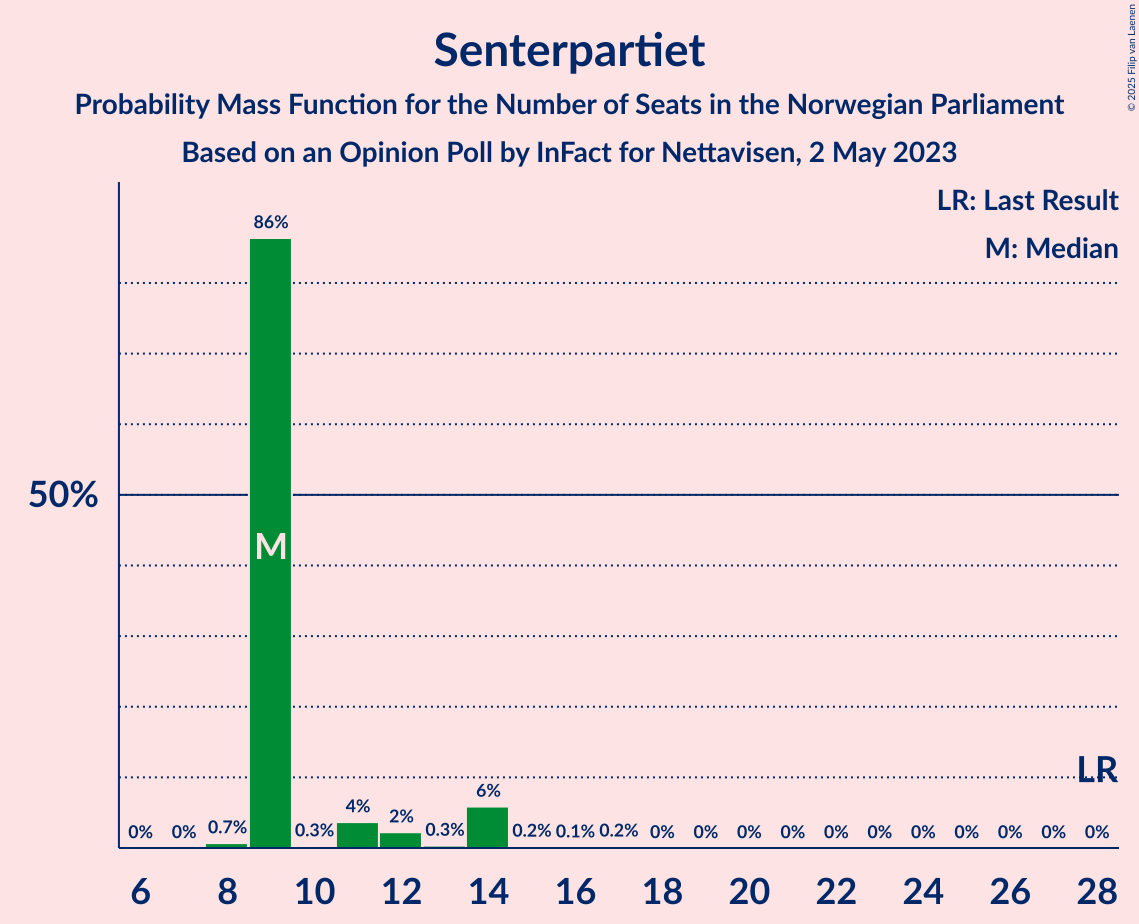 Senterpartiet
Probability Mass Function for the Number of Seats in the Norwegian Parliament
Based on an Opinion Poll by InFact for Nettavisen, 2 May 2023
© 2025 Filip van Laenen
LR: Last Result
M: Median
50%
86%
M
LR
0% 0% 0.7% 0.3% 4% 2% 0.3% 6% 0.2% 0.1% 0.2% 0% 0% 0% 0% 0% 0% 0% 0% 0% 0% 0%
6 8 10 12 14 16 18 20 22 24 26 28